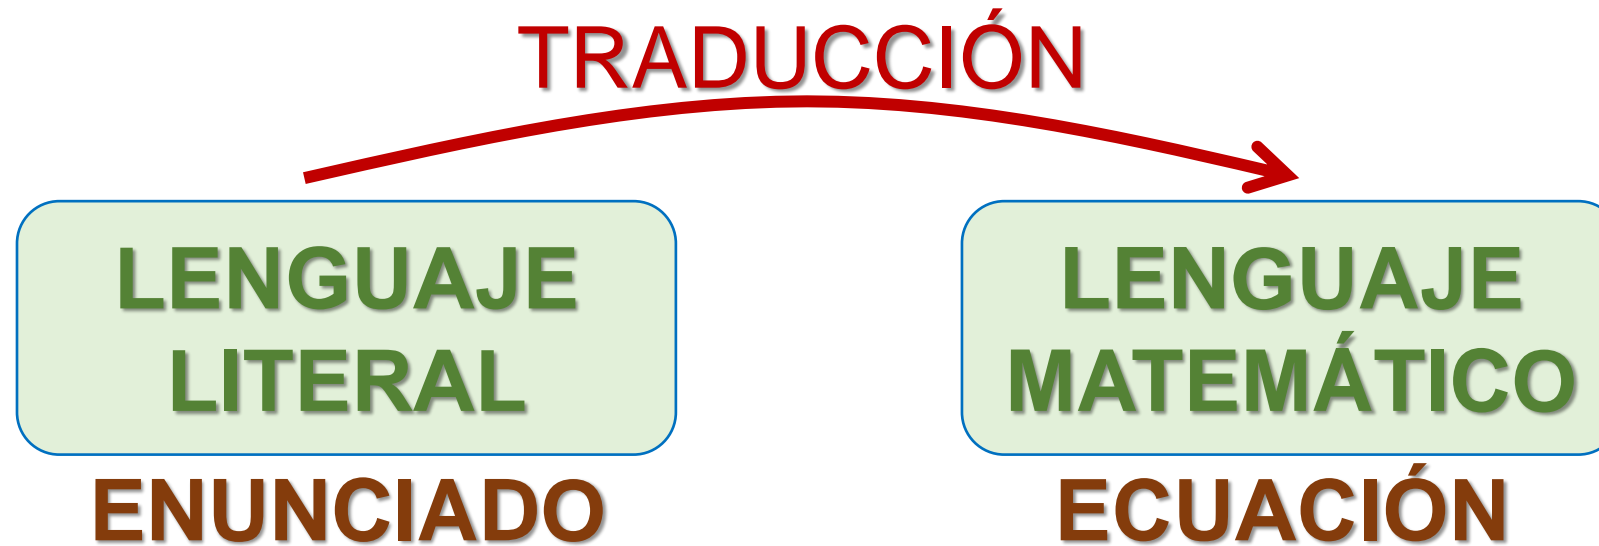 TRADUCCIÓN
LENGUAJE
LITERAL
ENUNCIADO
LENGUAJE
MATEMÁTICO
ECUACIÓN